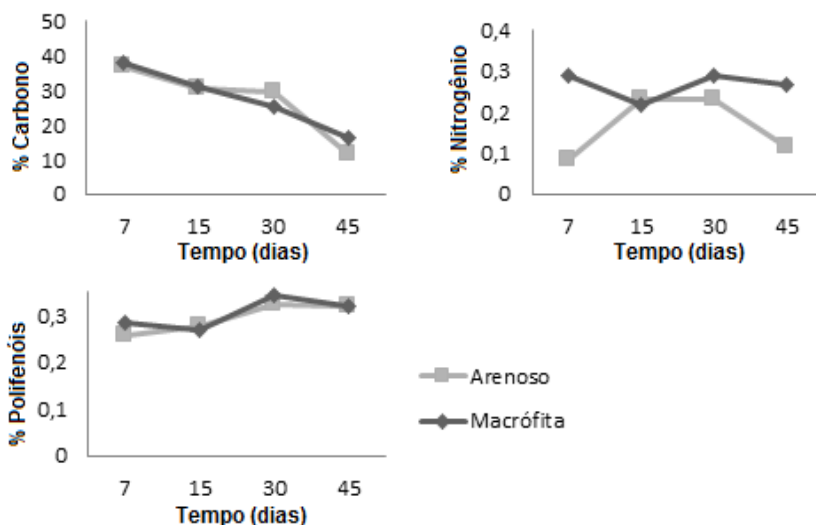 % Carbono
50
40
30
20
10
0
7 15 30 45
Tempo (dias)
% Nitrogênio
0,4
0,3
0,2
0,1
0
7 15 30 45
Tempo (dias)
% Polifenóis
0,3
0,2
0,1
0
7 15 30 45
Tempo (dias)
Arenoso
Macrófita